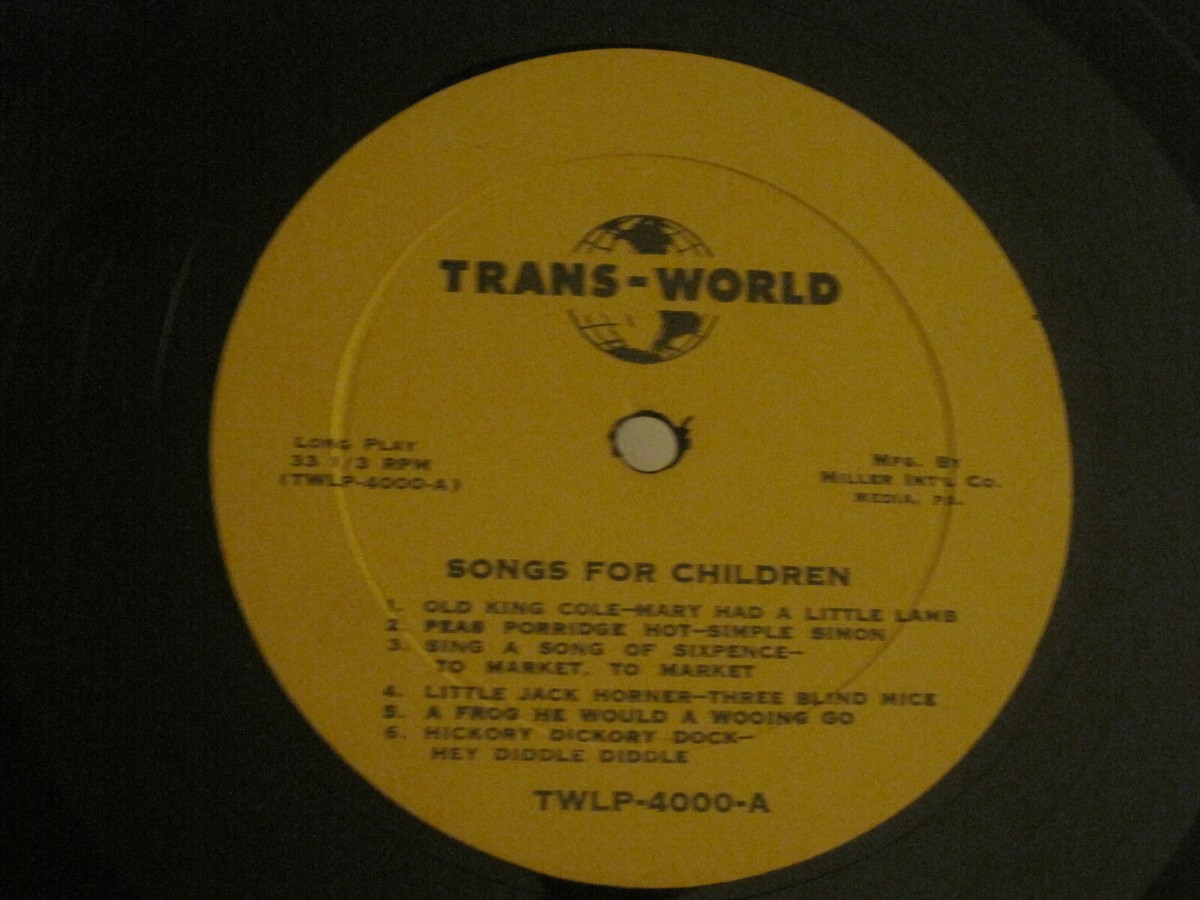 TRANS-WORLD
LONG PLAY
33 1/3 RPM
(TWLP-4000-A)
MFG. BY
MILLER INT'L CO.
MEDIA, PA.
SONGS FOR CHILDREN
1. OLD KING COLE—MARY HAD A LITTLE LAMB
2. PEAS PORRIDGE HOT—SIMPLE SIMON
3. SING A SONG OF SIXPENCE—
TO MARKET, TO MARKET
4. LITTLE JACK HORNER—THREE BLIND MICE
5. A FROG HE WOULD A WOOING GO
6. HICKORY DICKORY DOCK—
HEY DIDDLE DIDDLE
TWLP-4000-A